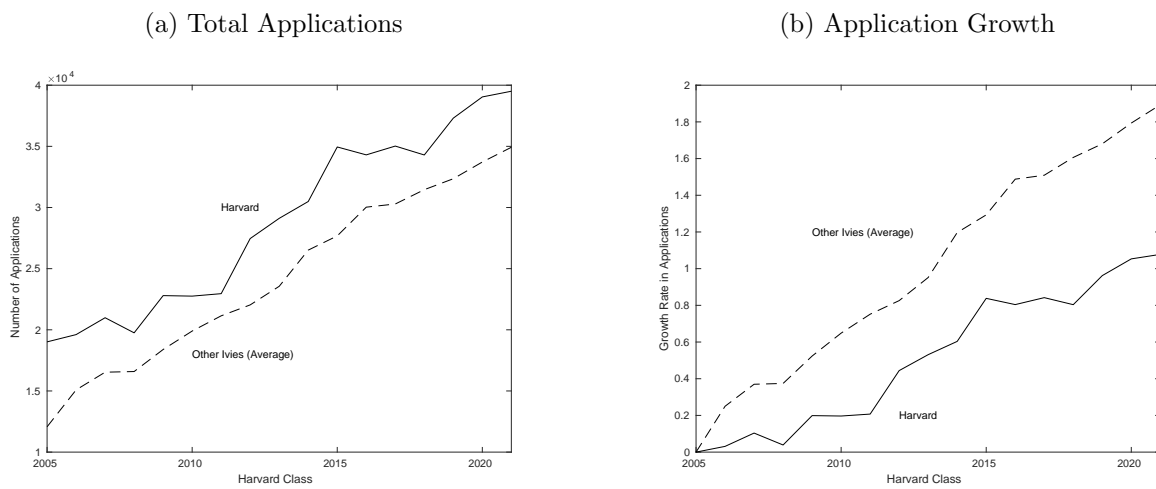 (a) Total Applications
×10⁴
4
3.5
3
2.5
2
1.5
1
Number of Applications
Harvard
Other Ivies (Average)
2005
2010
2015
2020
Harvard Class
(b) Application Growth
2
1.8
1.6
1.4
1.2
1
0.8
0.6
0.4
0.2
0
Growth Rate in Applications
Other Ivies (Average)
Harvard
2005
2010
2015
2020
Harvard Class